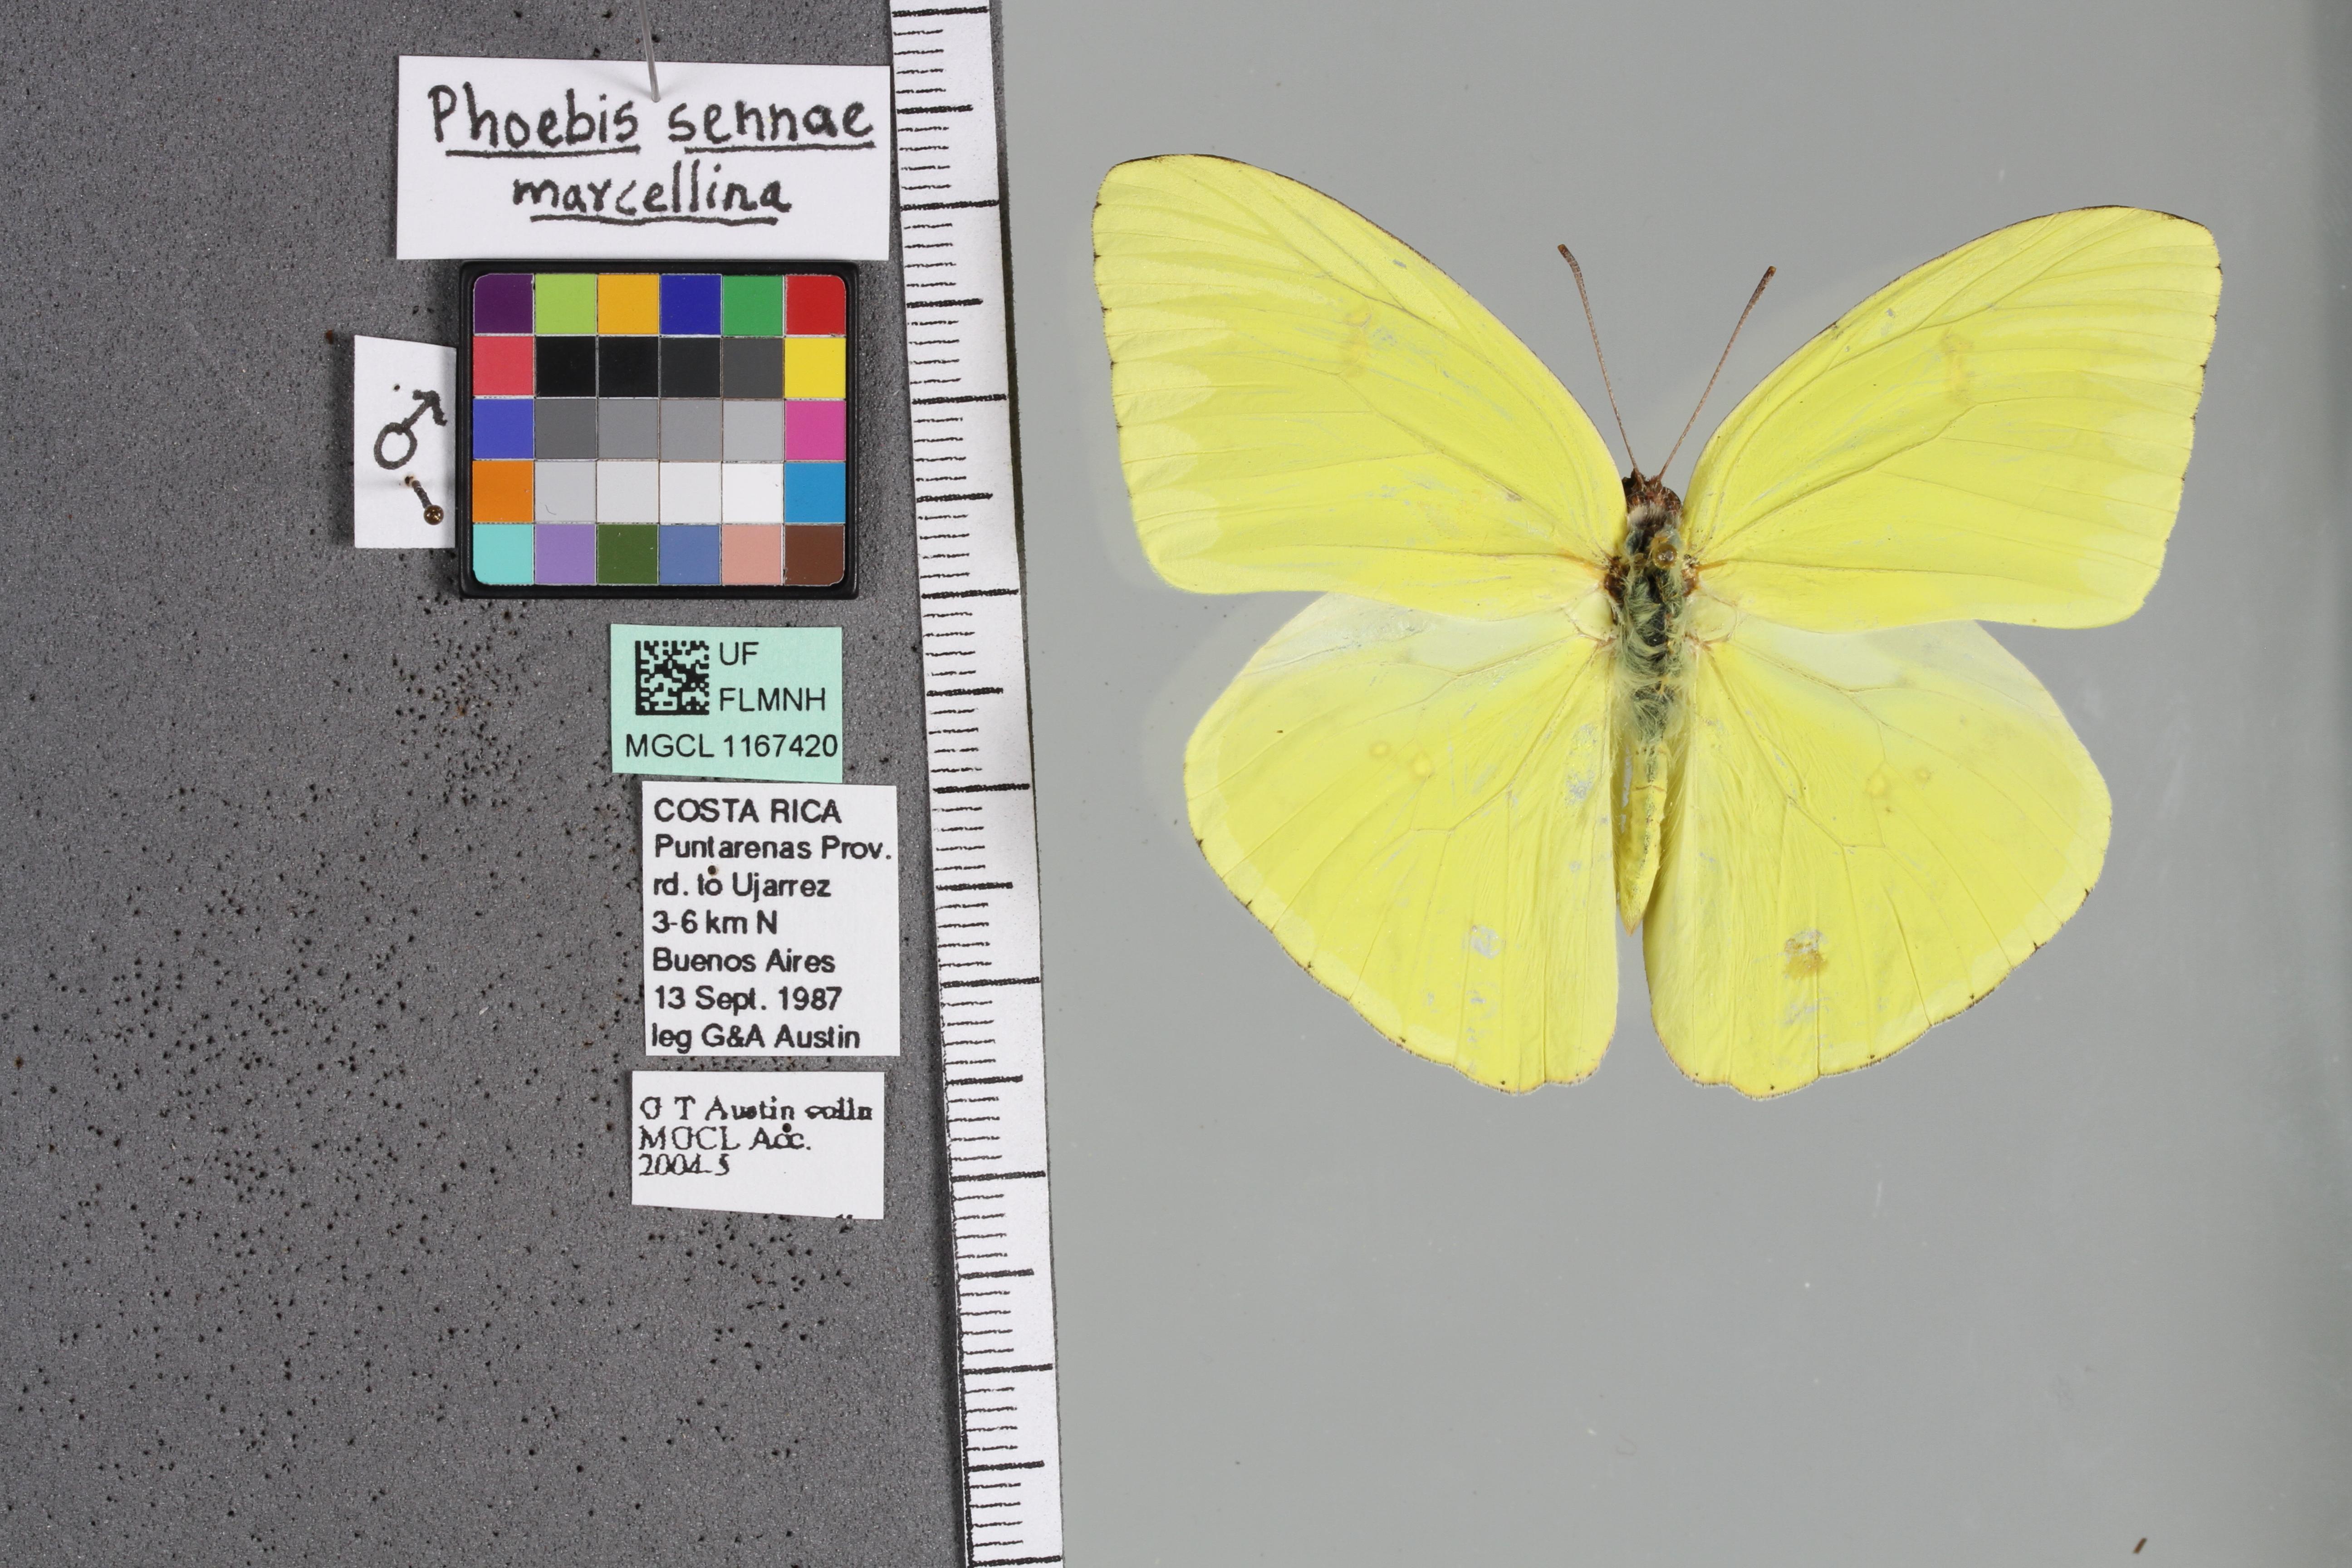 Phoebis sennae
marcellina
♂
UF
FLMNH
MGCL 1167420
COSTA RICA
Puntarenas Prov.
rd. to Ujarrez
3-6 km N
Buenos Aires
13 Sept. 1987
leg G&A Austin
G T Austin colln
MGCL Acc.
2004-5